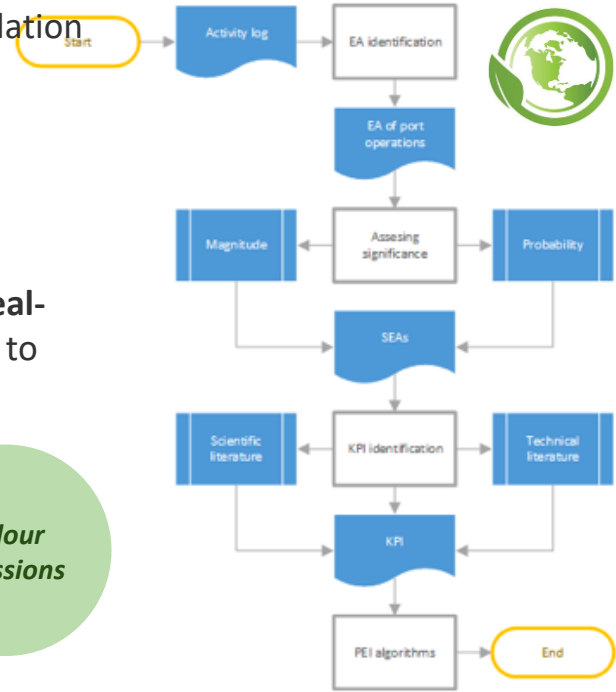 lation
Start
Activity log
EA identification
EA of port
operations
Magnitude
Assesing
significance
Probability
eal-
to
SEAs
Scientific
literature
KPI identification
Technical
literature
lour
ssions
KPI
PEI algorithms
End